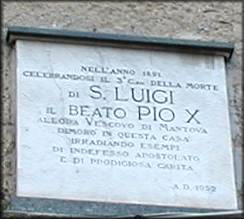 NELL'ANNO 1891
CELEBRANDOSI IL 3° Cen. DELLA MORTE
DI S. LUIGI
IL BEATO PIO X
ALLORA VESCOVO DI MANTOVA
DIMORÒ IN QUESTA CASA
IRRADIANDO ESEMPI
DI INDEFESSO APOSTOLATO
E DI PRODIGIOSA CARITÀ
A.D. 1952